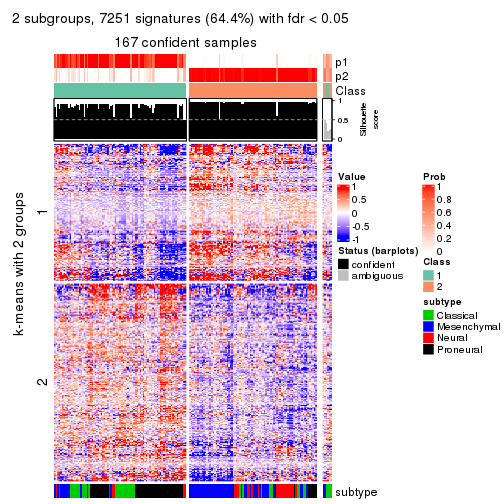 2 subgroups, 7251 signatures (64.4%) with fdr < 0.05
167 confident samples
p1
p2
Class
1
0.5
0
Silhouette
score
k-means with 2 groups
1
2
Value
1
0.5
0
-0.5
-1
Status (barplots)
confident
ambiguous
Prob
1
0.8
0.6
0.4
0.2
0
Class
1
2
subtype
Classical
Mesenchymal
Neural
Proneural
subtype